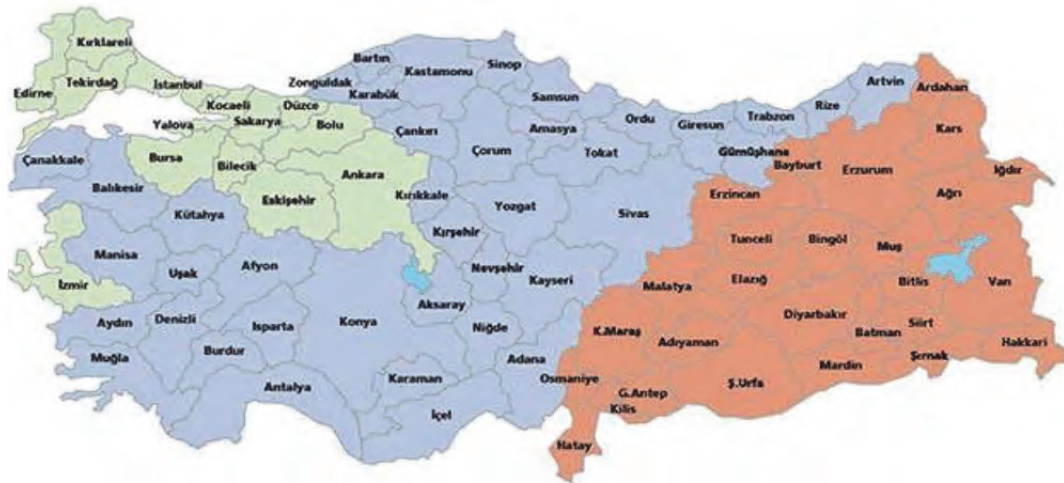 Kırklareli
Edirne
Tekirdağ
İstanbul
Kocaeli
Düzce
Yalova
Sakarya
Bolu
Bursa
Bilecik
Ankara
Eskişehir
İzmir
Çanakkale
Balıkesir
Kütahya
Manisa
Uşak
Afyon
Aydın
Denizli
Isparta
Muğla
Burdur
Antalya
Konya
Karaman
İçel
Bartın
Zonguldak
Karabük
Kastamonu
Sinop
Samsun
Çankırı
Amasya
Ordu
Giresun
Trabzon
Rize
Artvin
Çorum
Tokat
Gümüşhane
Kırıkkale
Yozgat
Sivas
Kırşehir
Nevşehir
Kayseri
Aksaray
Niğde
Adana
Osmaniye
Ardahan
Kars
Bayburt
Erzurum
Iğdır
Erzincan
Ağrı
Tunceli
Bingöl
Muş
Malatya
Elazığ
Bitlis
Van
Diyarbakır
Siirt
K.Maraş
Adıyaman
Batman
Hakkari
Mardin
Şırnak
Ş.Urfa
G.Antep
Kilis
Hatay